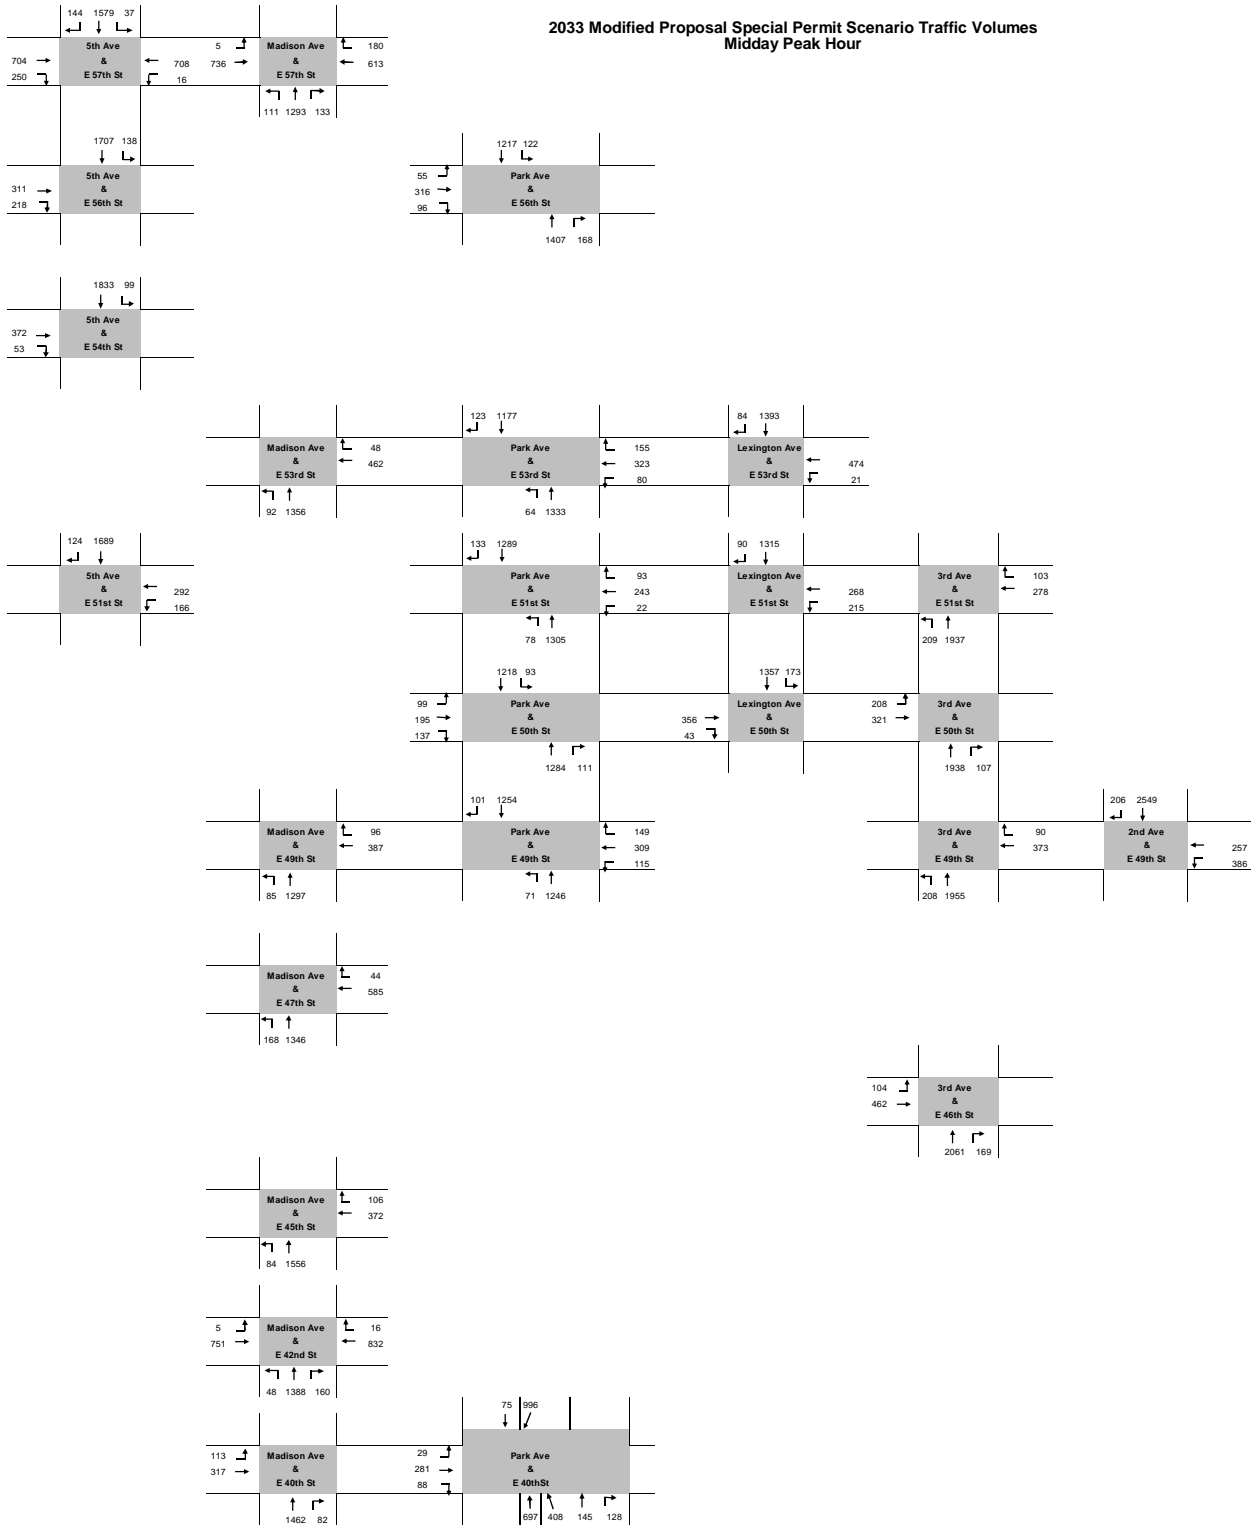 2033 Modified Proposal Special Permit Scenario Traffic Volumes
Midday Peak Hour
144 1579 37
5th Ave
&
E 57th St
704
250
708
16
5
736
Madison Ave
&
E 57th St
180
613
111 1293 133
1707 138
5th Ave
&
E 56th St
311
218
1217 122
55
316
96
Park Ave
&
E 56th St
1407 168
1833 99
5th Ave
&
E 54th St
372
53
Madison Ave
&
E 53rd St
48
462
92 1356
123 1177
Park Ave
&
E 53rd St
155
323
80
64 1333
84 1393
Lexington Ave
&
E 53rd St
474
21
124 1689
5th Ave
&
E 51st St
292
166
133 1289
Park Ave
&
E 51st St
93
243
22
78 1305
90 1315
Lexington Ave
&
E 51st St
268
215
3rd Ave
&
E 51st St
103
278
209 1937
1218 93
99
195
137
Park Ave
&
E 50th St
1284 111
1357 173
356
43
Lexington Ave
&
E 50th St
208
321
3rd Ave
&
E 50th St
1938 107
Madison Ave
&
E 49th St
96
387
85 1297
101 1254
Park Ave
&
E 49th St
149
309
115
71 1246
3rd Ave
&
E 49th St
90
373
208 1955
206 2549
2nd Ave
&
E 49th St
257
386
Madison Ave
&
E 47th St
44
585
168 1346
104
462
3rd Ave
&
E 46th St
2061 169
Madison Ave
&
E 45th St
106
372
84 1556
5
751
Madison Ave
&
E 42nd St
16
832
48 1388 160
113
317
Madison Ave
&
E 40th St
1462 82
75 996
29
281
88
Park Ave
&
E 40thSt
697 408 145 128